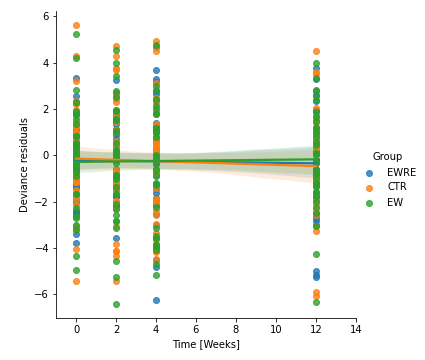 6
4
2
0
−2
−4
−6
Deviance residuals
0 2 4 6 8 10 12 14
Time [Weeks]
Group
EWRE
CTR
EW